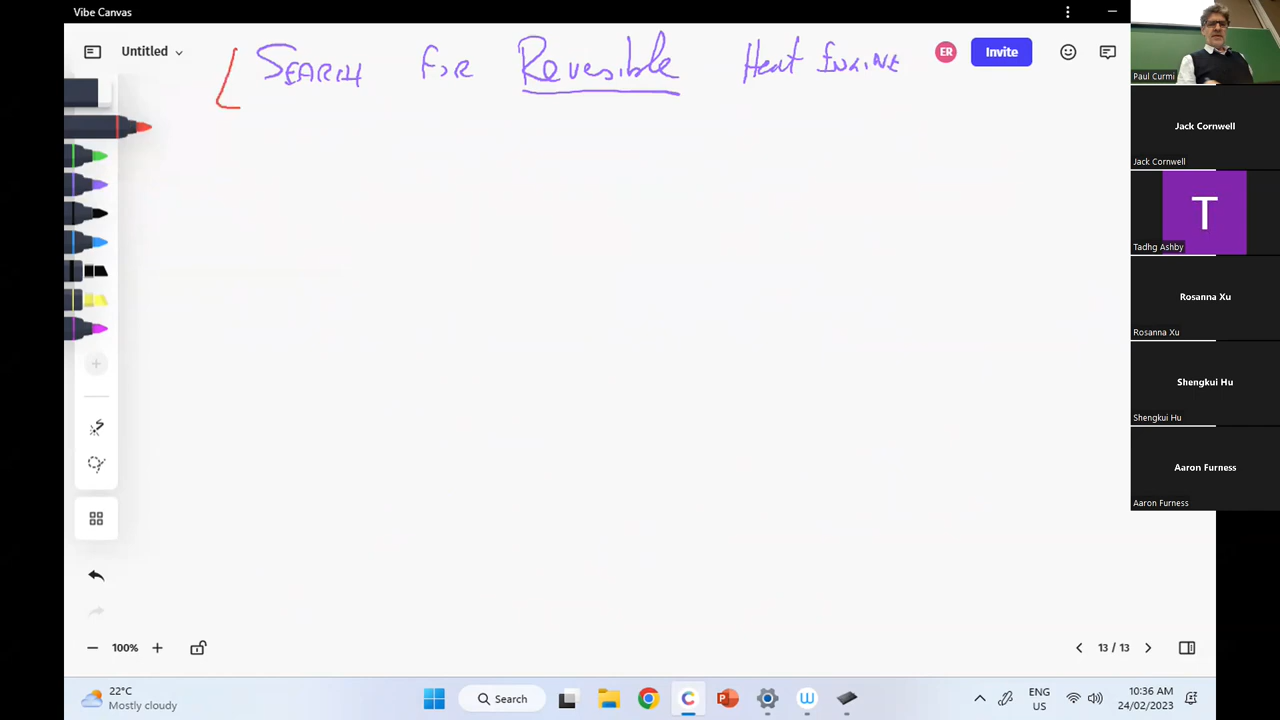 Vibe Canvas
Untitled
SEARCH FOR Revesible Heat ENGINE
ER
Invite
Paul Curmi
Jack Cornwell
Jack Cornwell
T
Tadhg Ashby
Rosanna Xu
Rosanna Xu
Shengkui Hu
Shengkui Hu
Aaron Furness
Aaron Furness
100%
13 / 13
22°C
Mostly cloudy
Search
ENG
US
10:36 AM
24/02/2023